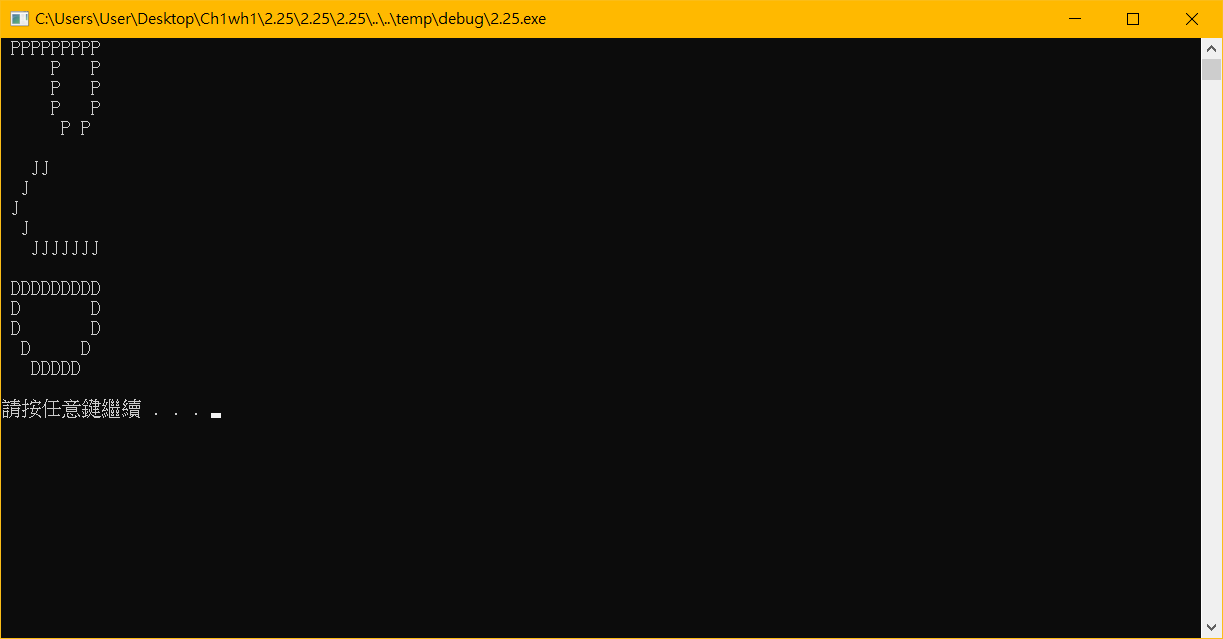 C:\Users\User\Desktop\Ch1wh1\2.25\2.25\2.25\..\..\temp\debug\2.25.exe
 PPPPPPPPP
     P   P
     P   P
     P   P
      P P
   JJ
  J
 J
  J
   JJJJJJJ
 DDDDDDDDD
 D       D
 D       D
  D     D
   DDDDD
請按任意鍵繼續 . . .